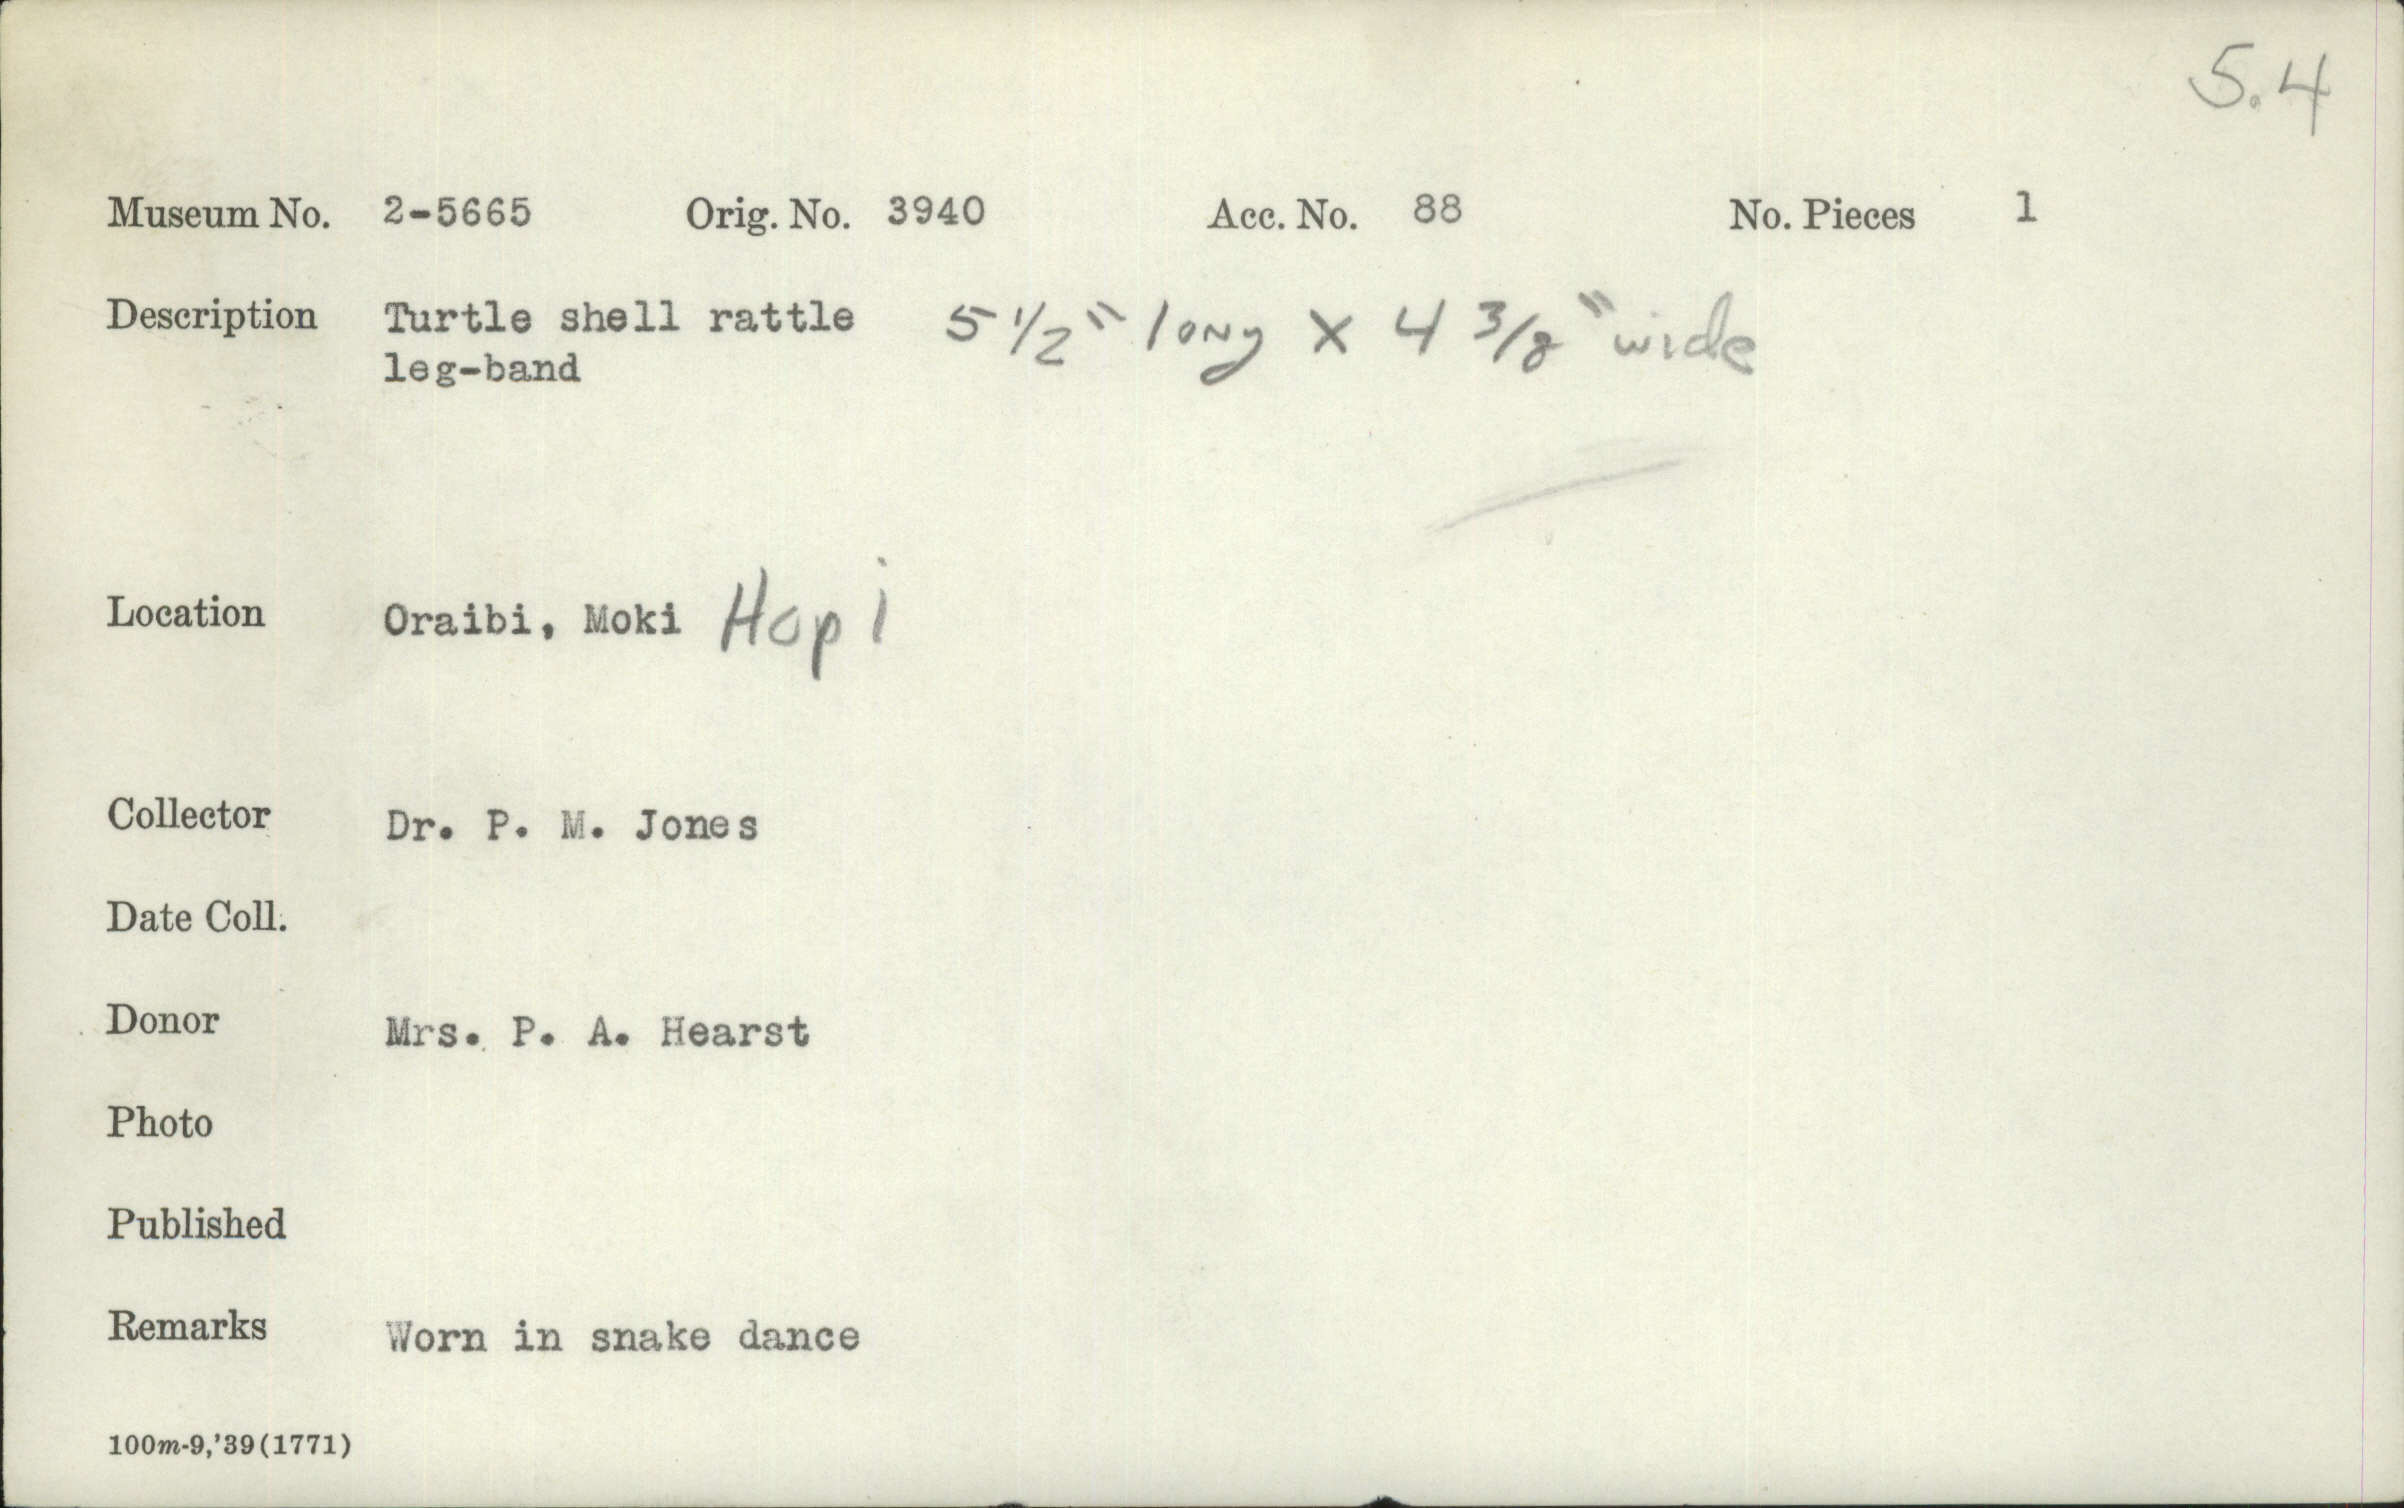 5.4
Museum No. 2-5665 Orig. No. 3940 Acc. No. 88 No. Pieces 1
Description Turtle shell rattle 5 1/2" long X 4 3/8" wide
leg-band
Location Oraibi, Moki Hopi
Collector Dr. P. M. Jones
Date Coll.
Donor Mrs. P. A. Hearst
Photo
Published
Remarks Worn in snake dance
100m-9,'39(1771)